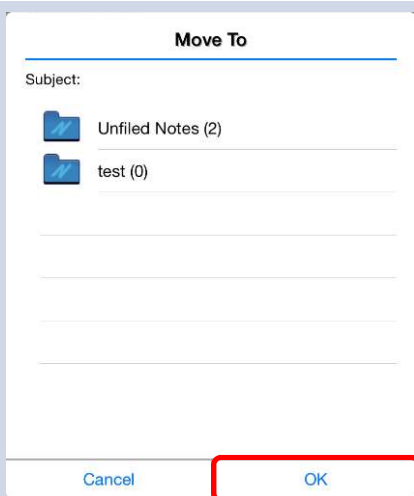 Move To
Subject:
Unfiled Notes (2)
test (0)
Cancel OK